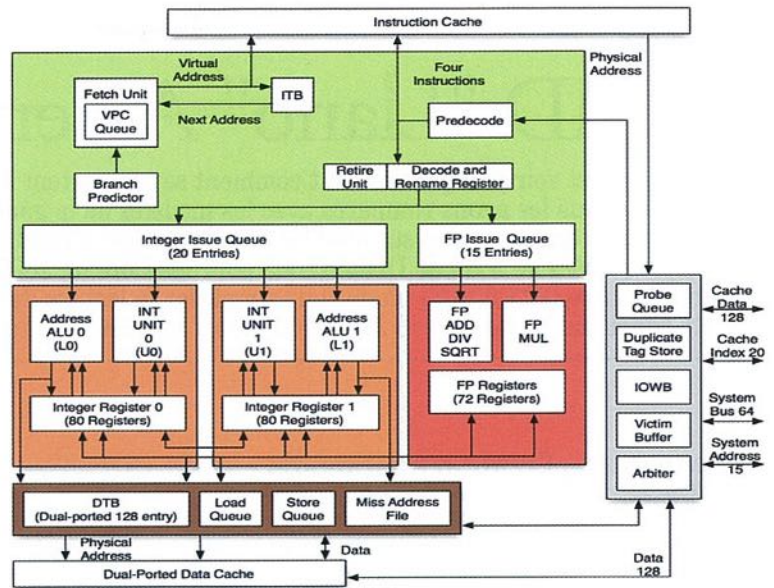 Instruction Cache
Virtual
Address
Four
Instructions
Physical
Address
Fetch Unit
VPC
Queue
ITB
Next Address
Predecode
Branch
Predictor
Retire
Unit
Decode and
Rename Register
Integer Issue Queue
(20 Entries)
FP Issue Queue
(15 Entries)
Address
ALU 0
(L0)
INT
UNIT
0
(U0)
INT
UNIT
1
(U1)
Address
ALU 1
(L1)
FP
ADD
DIV
SQRT
FP
MUL
Integer Register 0
(80 Registers)
Integer Register 1
(80 Registers)
FP Registers
(72 Registers)
Probe
Queue
Duplicate
Tag Store
IOWB
Victim
Buffer
Arbiter
Cache
Data
128
Cache
Index 20
System
Bus 64
System
Address
15
DTB
(Dual-ported 128 entry)
Load
Queue
Store
Queue
Miss Address
File
Physical
Address
Data
Data
128
Dual-Ported Data Cache